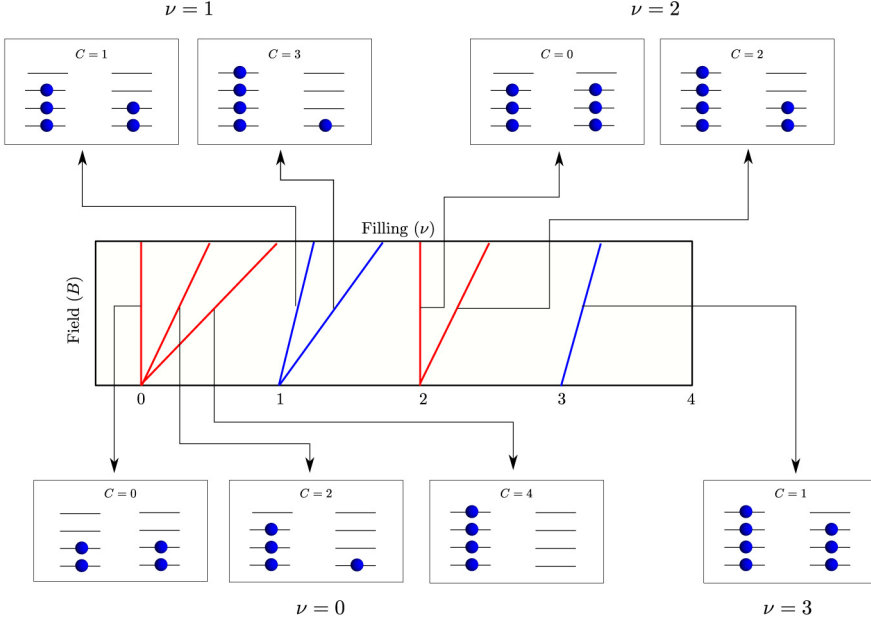 ν = 1
ν = 2
C = 1
C = 3
C = 0
C = 2
Filling (ν)
Field (B)
0
1
2
3
4
C = 0
C = 2
C = 4
C = 1
ν = 0
ν = 3